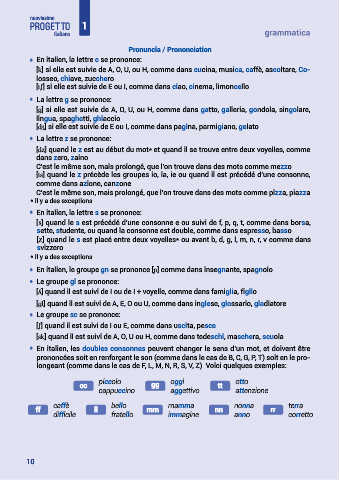 nuovissimo
PROGETTO
italiano
1
grammatica
Pronuncia / Prononciation
• En italien, la lettre c se prononce:
[k] si elle est suivie de A, O, U, ou H, comme dans cucina, musica, caffè, ascoltare, Co-
losseo, chiave, zucchero
[tʃ] si elle est suivie de E ou I, comme dans ciao, cinema, limoncello
• La lettre g se prononce:
[g] si elle est suivie de A, O, U, ou H, comme dans gatto, galleria, gondola, singolare,
lingua, spaghetti, ghiaccio
[dʒ] si elle est suivie de E ou I, comme dans pagina, parmigiano, gelato
• La lettre z se prononce:
[dz] quand le z est au début du mot* et quand il se trouve entre deux voyelles, comme
dans zero, zaino
C'est le même son, mais prolongé, que l'on trouve dans des mots comme mezzo
[ts] quand le z précède les groupes io, ia, ie ou quand il est précédé d'une consonne,
comme dans azione, canzone
C'est le même son, mais prolongé, que l'on trouve dans des mots comme pizza, piazza
* Il y a des exceptions
• En italien, la lettre s se prononce:
[s] quand le s est précédé d'une consonne e ou suivi de f, p, q, t, comme dans borsa,
sette, studente, ou quand la consonne est double, comme dans espresso, basso
[z] quand le s est placé entre deux voyelles* ou avant b, d, g, l, m, n, r, v comme dans
svizzero
* Il y a des exceptions
• En italien, le groupe gn se prononce [ɲ] comme dans insegnante, spagnolo
• Le groupe gl se prononce:
[ʎ] quand il est suivi de I ou de I + voyelle, comme dans famiglia, figlio
[gl] quand il est suivi de A, E, O ou U, comme dans inglese, glossario, gladiatore
• Le groupe sc se prononce:
[ʃ] quand il est suivi de I ou E, comme dans uscita, pesce
[sk] quand il est suivi de A, O, U ou H, comme dans tedeschi, maschera, scuola
• En italien, les doubles consonnes peuvent changer le sens d'un mot, et doivent être
prononcées soit en renforçant le son (comme dans le cas de B, C, G, P, T) soit en le pro-
longeant (comme dans le cas de F, L, M, N, R, S, V, Z) Voici quelques exemples:
cc piccolo cappuccino gg oggi aggettivo tt otto attenzione
ff caffè difficile ll bello fratello mm mamma immagine nn nonna anno rr terra corretto
10